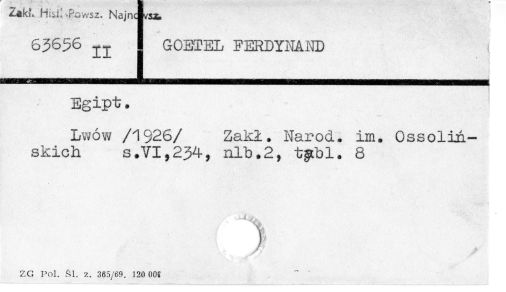 Zakł. Hist. Powsz. Najnowsz.
63656 II
GOETEL FERDYNAND
Egipt.
Lwów /1926/ Zakł. Narod. im. Ossoliń-
skich s.VI,234, nlb.2, tabl. 8
ZG Pol. Śl. z. 365/69. 120 000